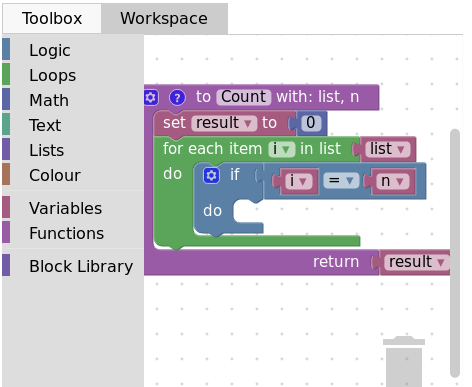 Toolbox Workspace
Logic
Loops
Math
Text
Lists
Colour
Variables
Functions
Block Library
? to Count with: list, n
set result ▾ to 0
for each item i ▾ in list list ▾
do if i ▾ = ▾ n ▾
do
return result ▾